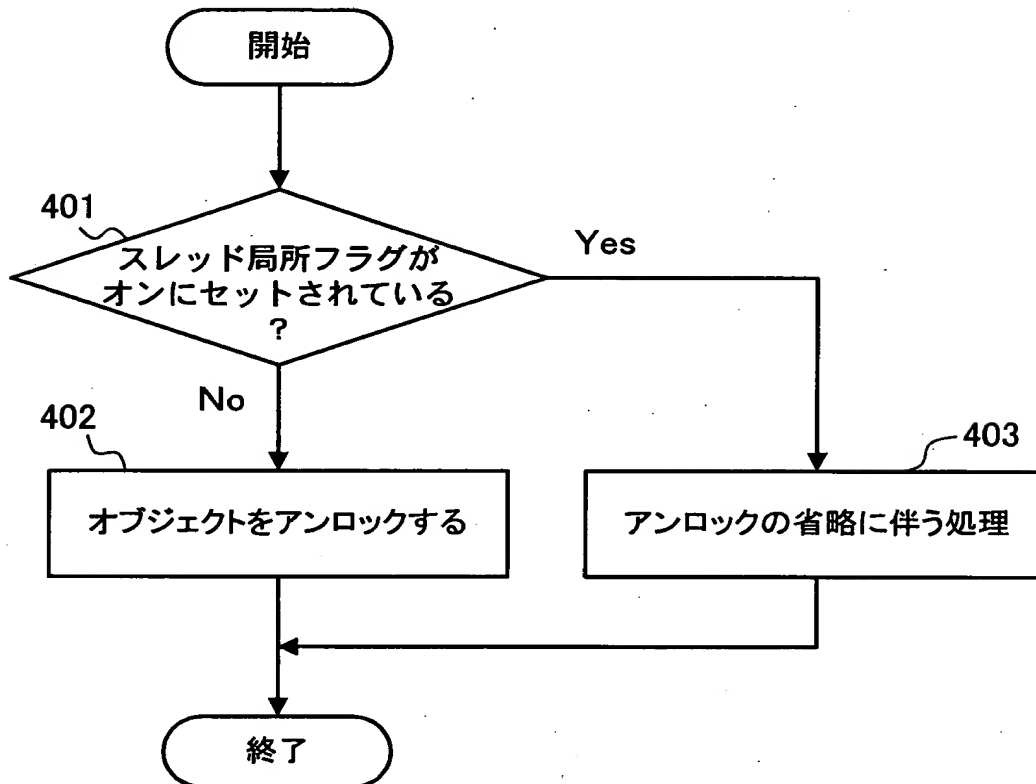 開始
401
スレッド局所フラグが
オンにセットされている
?
Yes
No
402
オブジェクトをアンロックする
403
アンロックの省略に伴う処理
終了